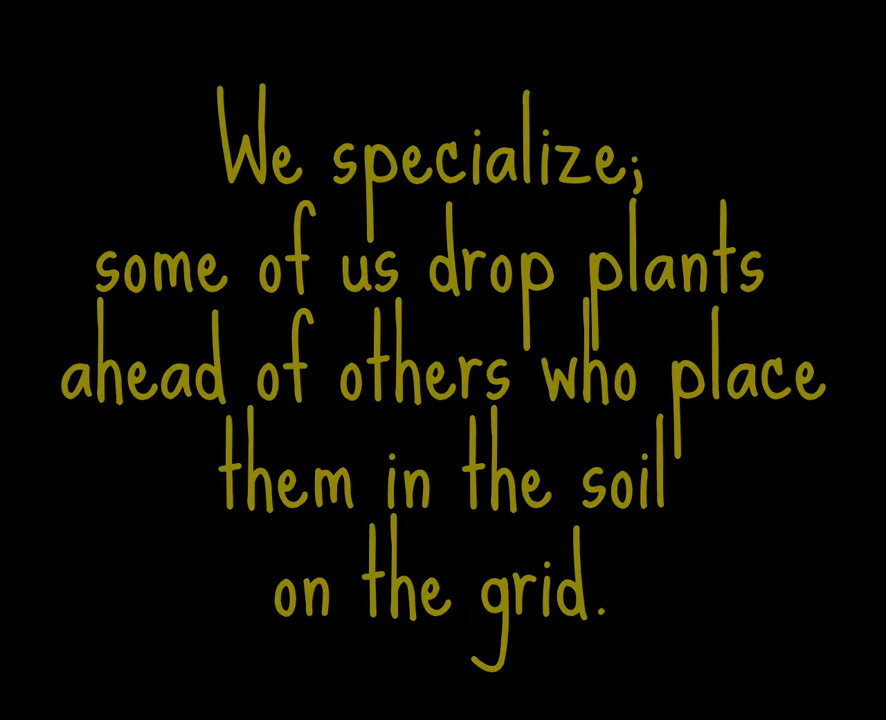 We specialize;
some of us drop plants
ahead of others who place
them in the soil
on the grid.